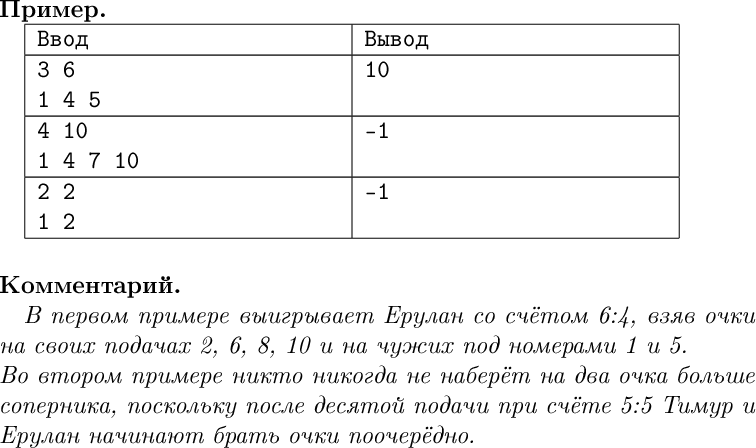 Пример.
Ввод Вывод
3 6 10
1 4 5
4 10 -1
1 4 7 10
2 2 -1
1 2
Комментарий.
В первом примере выигрывает Ерулан со счётом 6:4, взяв очки
на своих подачах 2, 6, 8, 10 и на чужих под номерами 1 и 5.
Во втором примере никто никогда не наберёт на два очка больше
соперника, поскольку после десятой подачи при счёте 5:5 Тимур и
Ерулан начинают брать очки поочерёдно.